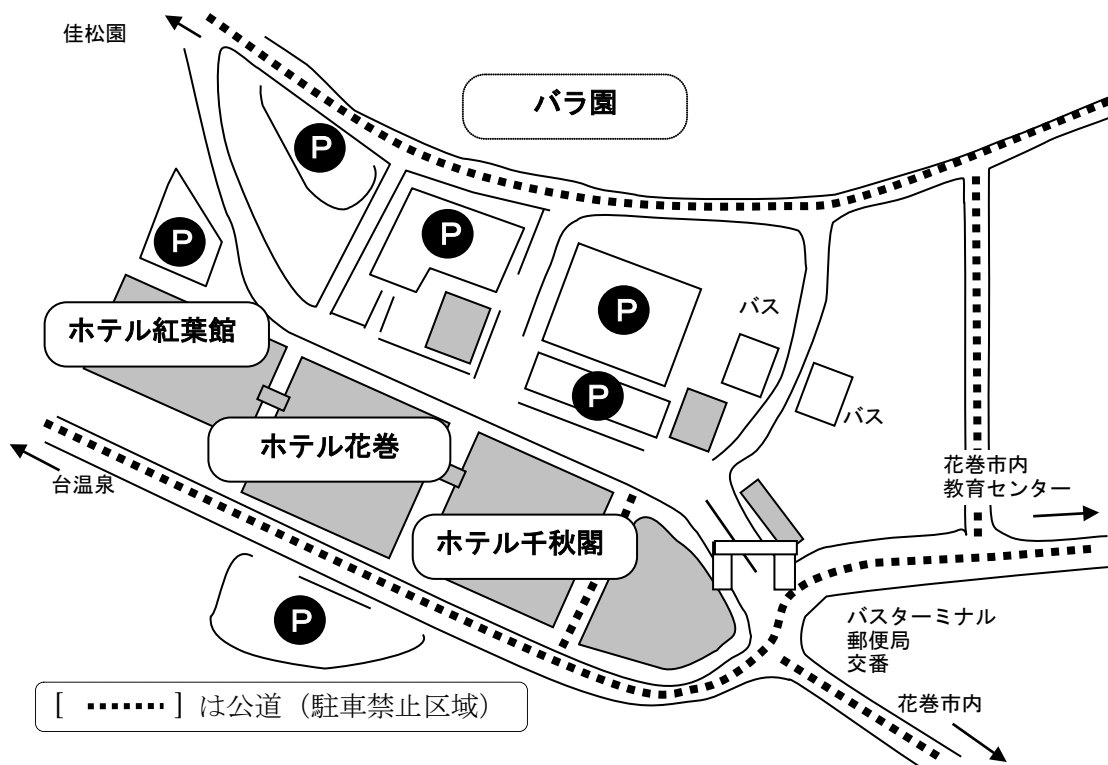 佳松園
バラ園
P
P
P
P
バス
ホテル紅葉館
P
バス
ホテル花巻
台温泉
花巻市内
教育センター
ホテル千秋閣
P
バスターミナル
郵便局
交番
[ ] は公道（駐車禁止区域）
花巻市内